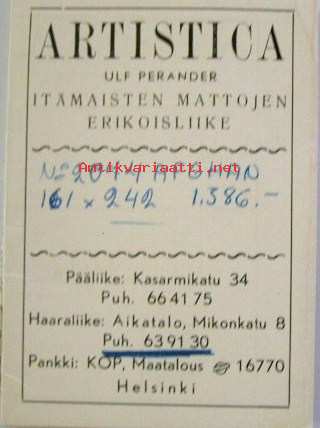 ARTISTICA
ULF PERANDER
ITÄMAISTEN MATTOJEN
ERIKOISLIIKE
Antikvariaatti.net
161 x 242 1.386.-
Pääliike: Kasarmikatu 34
Puh. 66 41 75
Haaraliike: Aikatalo, Mikonkatu 8
Puh. 63 91 30
Pankki: KOP, Maatalous 16770
Helsinki